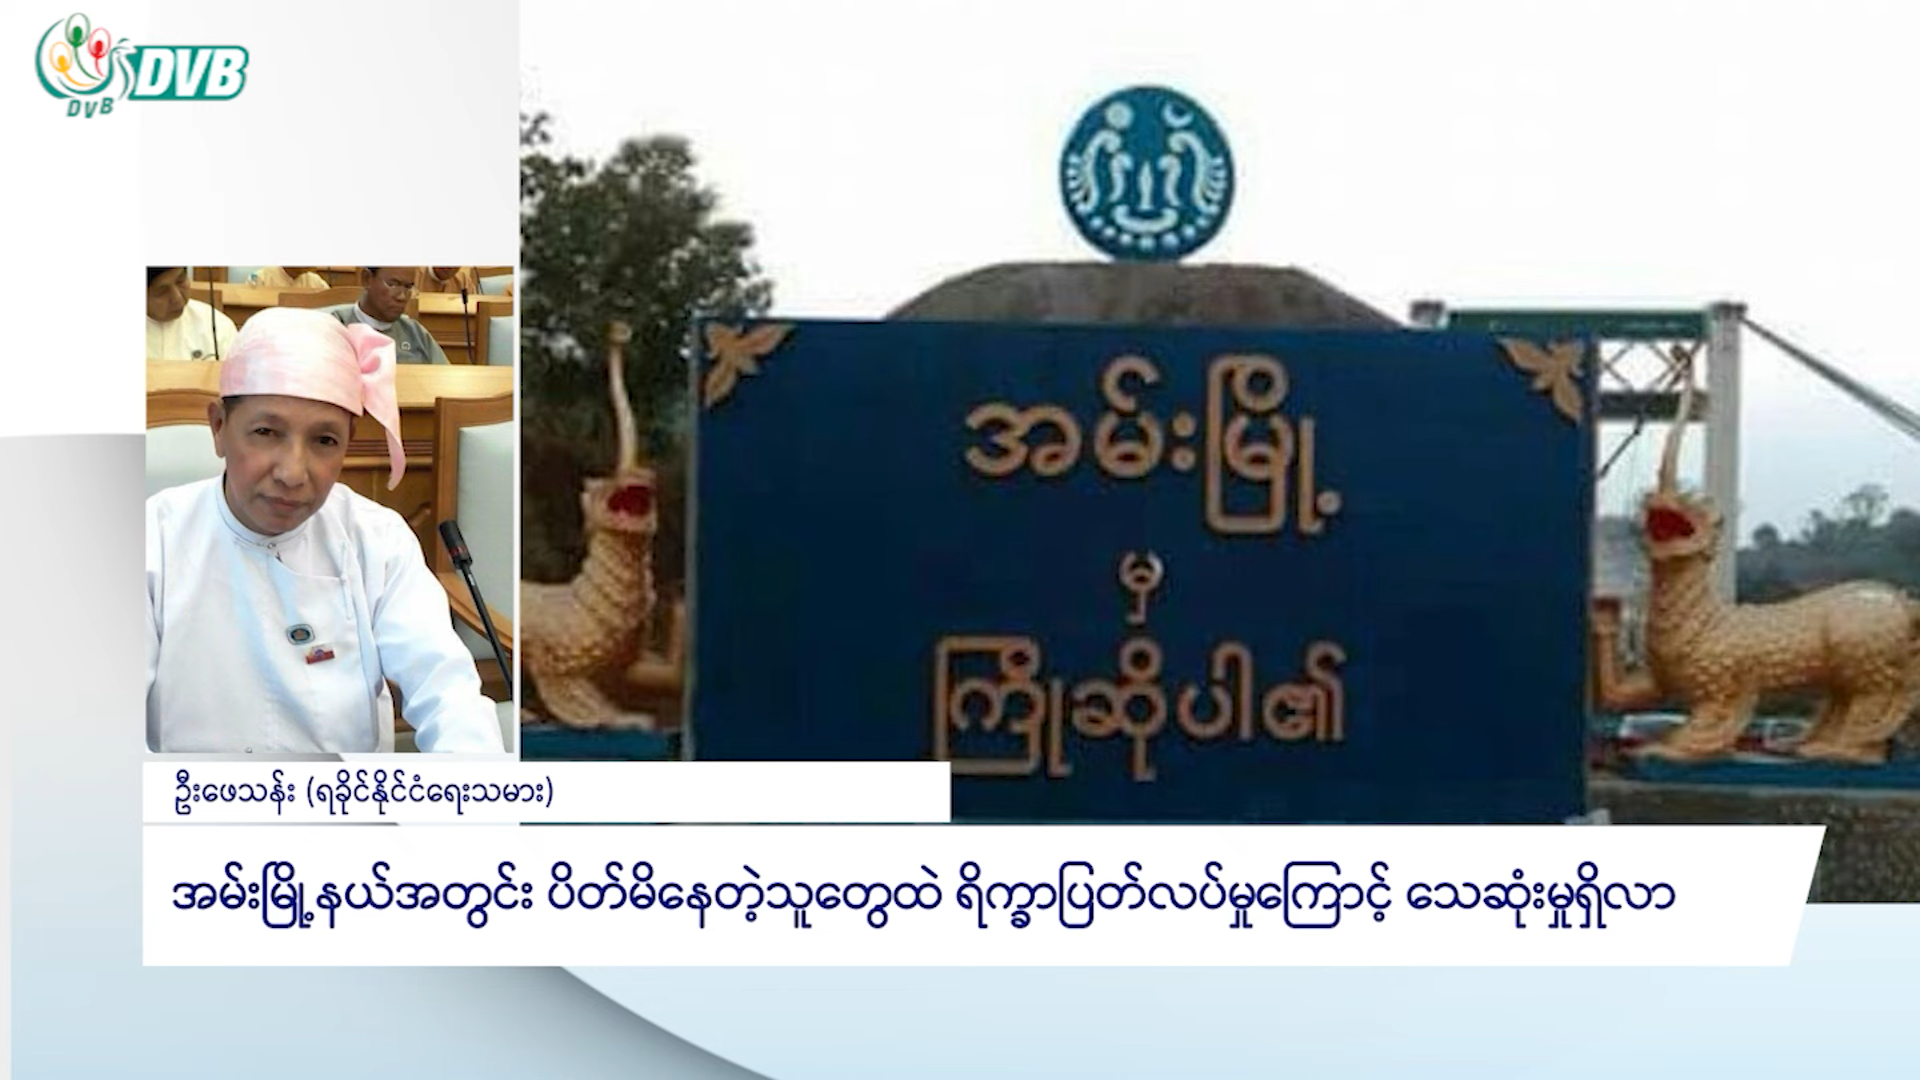 DVB
DVB
အမ်းမြို့
မှ
ကြိုဆိုပါ၏
ဦးဖေသန်း (ရခိုင်နိုင်ငံရေးသမား)
အမ်းမြို့နယ်အတွင်း ပိတ်မိနေတဲ့သူတွေထဲ ရိက္ခာပြတ်လပ်မှုကြောင့် သေဆုံးမှုရှိလာ